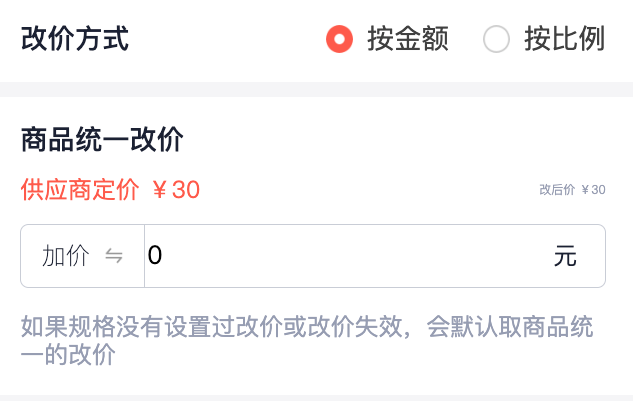 改价方式 按金额 按比例
商品统一改价
供应商定价 ￥30 改后价 ￥30
加价 ⇋ 0 元
如果规格没有设置过改价或改价失效，会默认取商品统
一的改价